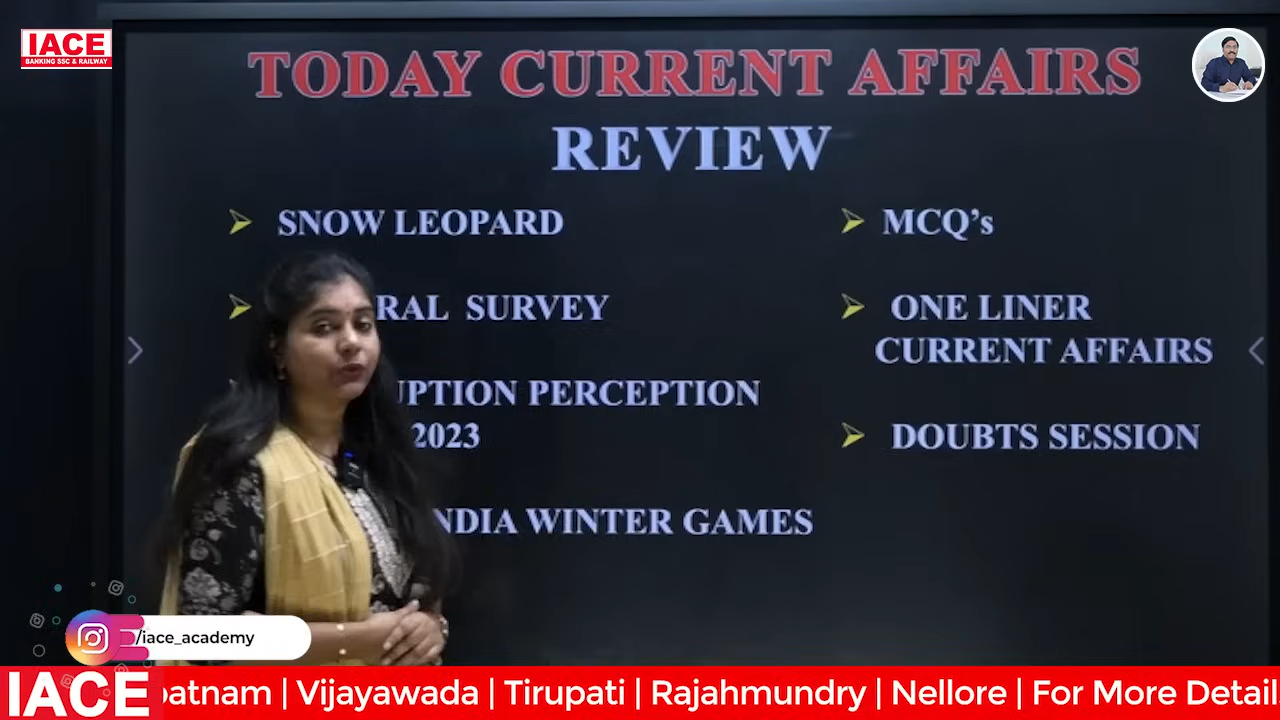 IACE
BANKING SSC & RAILWAY
TODAY CURRENT AFFAIRS
REVIEW
SNOW LEOPARD
RAL SURVEY
UPTION PERCEPTION
2023
NDIA WINTER GAMES
MCQ's
ONE LINER
CURRENT AFFAIRS
DOUBTS SESSION
/iace_academy
IACE
patnam | Vijayawada | Tirupati | Rajahmundry | Nellore | For More Detail